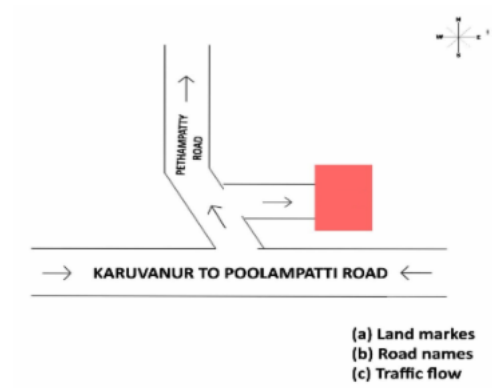 N
W E
S
PETHAMPATTY
ROAD
KARUVANUR TO POOLAMPATTI ROAD
(a) Land markes
(b) Road names
(c) Traffic flow